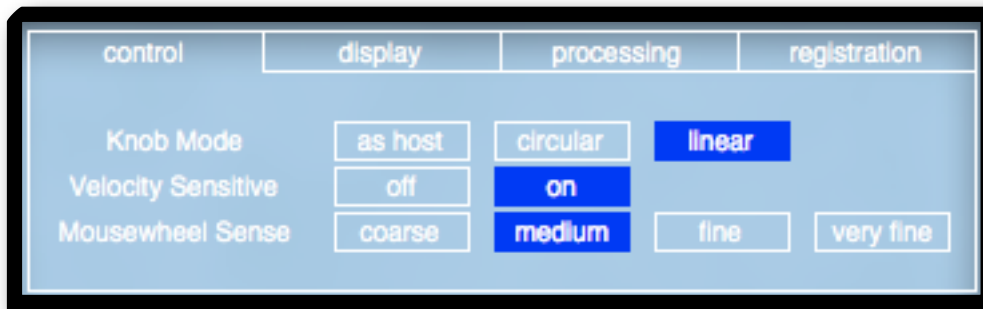 control display processing registration
Knob Mode as host circular linear
Velocity Sensitive off on
Mousewheel Sense coarse medium fine very fine